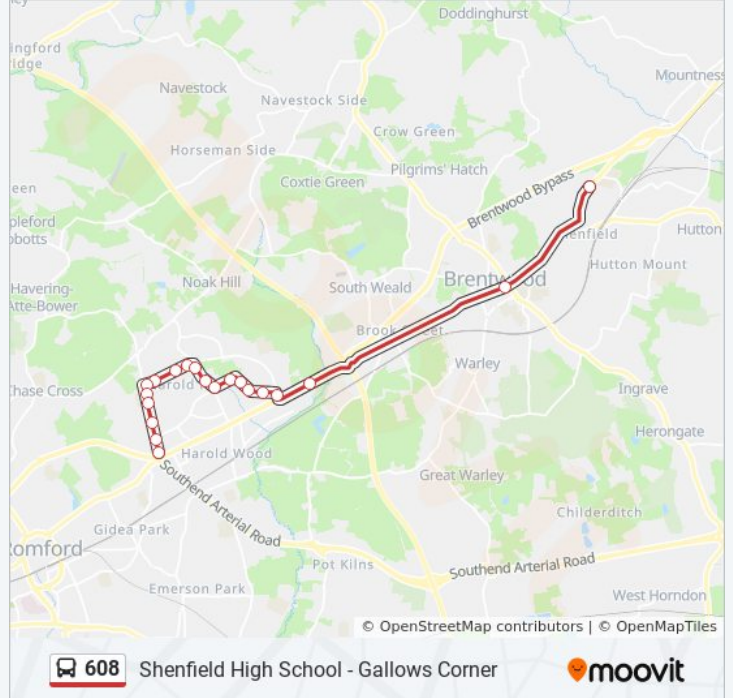 Doddinghurst
ingford
idge
Mountness
Navestock
Navestock Side
Crow Green
Horseman Side
Pilgrims' Hatch
een
Coxtie Green
Brentwood Bypass
pleford
bbotts
enfield
Hutton
Hutton Mount
Noak Hill
South Weald
Brentwood
Havering-
Atte-Bower
Brook Street
Warley
Chase Cross
arold
Ingrave
Herongate
Harold Wood
Southend Arterial Road
Great Warley
Gidea Park
Childerditch
Romford
Pot Kilns
Southend Arterial Road
Emerson Park
West Horndon
© OpenStreetMap contributors | © OpenMapTiles
608 Shenfield High School - Gallows Corner
moovit